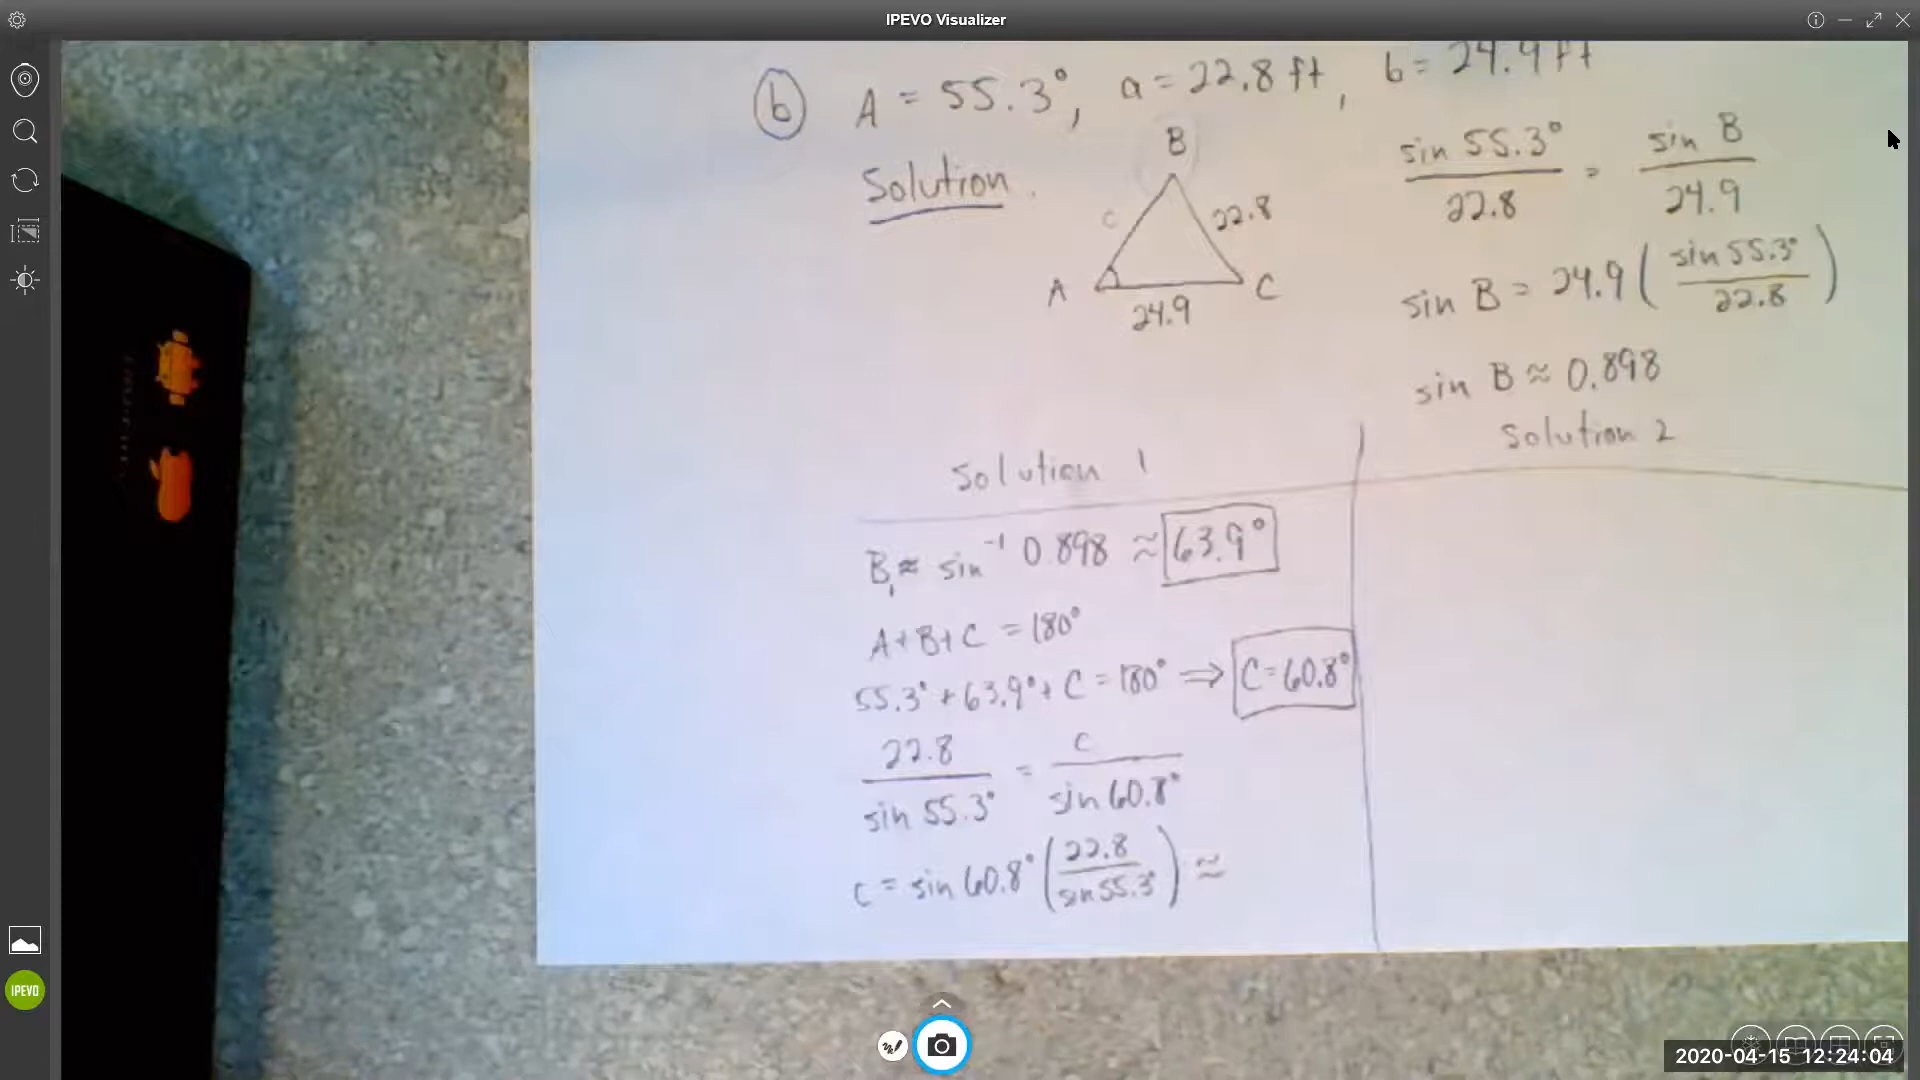 IPEVO Visualizer
b A = 55.3°, a = 22.8 ft, b = 24.9 ft
Solution.
B
c
22.8
A
C
24.9
sin 55.3° / 22.8 = sin B / 24.9
sin B = 24.9 ( sin 55.3° / 22.8 )
sin B ≈ 0.898
Solution 1
B₁ ≈ sin⁻¹ 0.898 ≈ 63.9°
A+B+C = 180°
55.3° + 63.9° + C = 180° ⇒ C = 60.8°
22.8 / sin 55.3° = c / sin 60.8°
c = sin 60.8° ( 22.8 / sin 55.3° ) ≈
Solution 2
IPEVO
2020-04-15 12:24:04